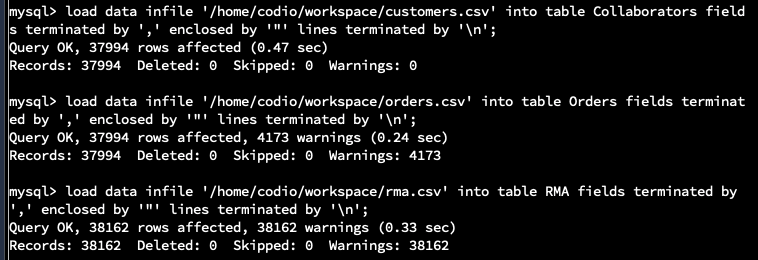 mysql> load data infile '/home/codio/workspace/customers.csv' into table Collaborators field
s terminated by ',' enclosed by '"' lines terminated by '\n';
Query OK, 37994 rows affected (0.47 sec)
Records: 37994  Deleted: 0  Skipped: 0  Warnings: 0
mysql> load data infile '/home/codio/workspace/orders.csv' into table Orders fields terminat
ed by ',' enclosed by '"' lines terminated by '\n';
Query OK, 37994 rows affected, 4173 warnings (0.24 sec)
Records: 37994  Deleted: 0  Skipped: 0  Warnings: 4173
mysql> load data infile '/home/codio/workspace/rma.csv' into table RMA fields terminated by
',' enclosed by '"' lines terminated by '\n';
Query OK, 38162 rows affected, 38162 warnings (0.33 sec)
Records: 38162  Deleted: 0  Skipped: 0  Warnings: 38162